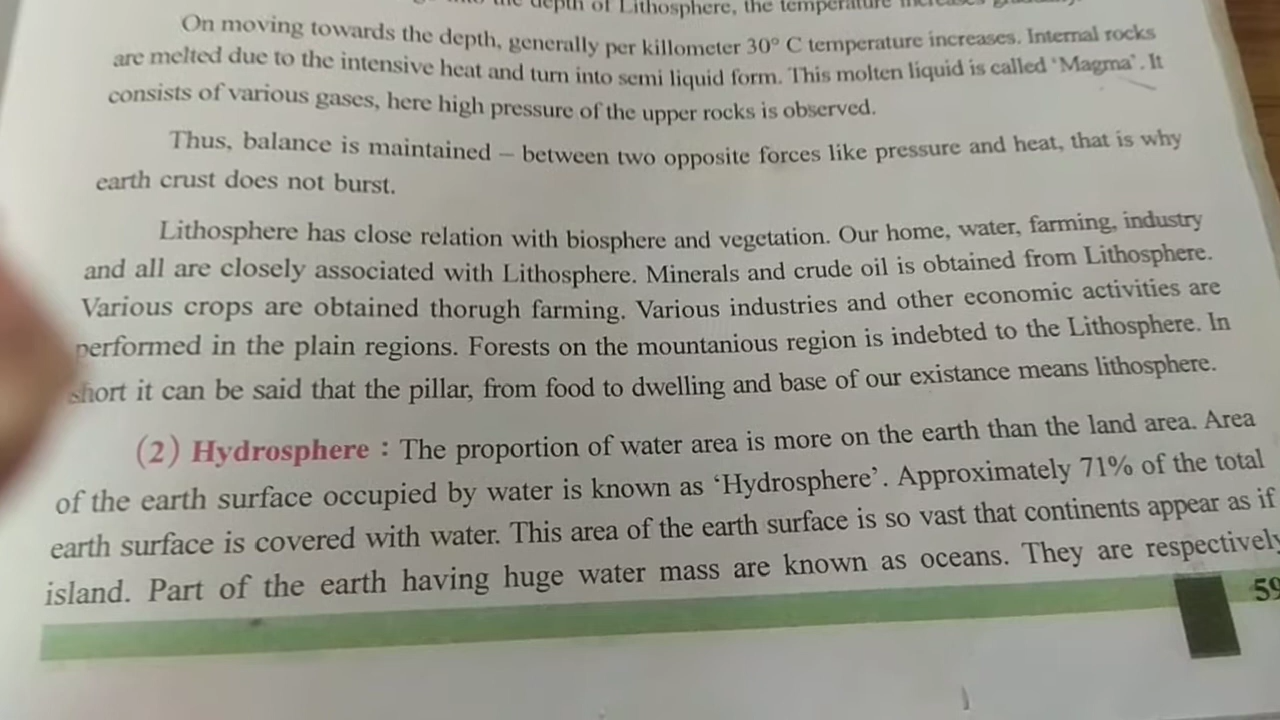 depth of Lithosphere, the temperature increases
On moving towards the depth, generally per killometer 30° C temperature increases. Internal rocks
are melted due to the intensive heat and turn into semi liquid form. This molten liquid is called 'Magma'. It
consists of various gases, here high pressure of the upper rocks is observed.
Thus, balance is maintained – between two opposite forces like pressure and heat, that is why
earth crust does not burst.
Lithosphere has close relation with biosphere and vegetation. Our home, water, farming, industry
and all are closely associated with Lithosphere. Minerals and crude oil is obtained from Lithosphere.
Various crops are obtained thorugh farming. Various industries and other economic activities are
performed in the plain regions. Forests on the mountanious region is indebted to the Lithosphere. In
short it can be said that the pillar, from food to dwelling and base of our existance means lithosphere.
(2) Hydrosphere : The proportion of water area is more on the earth than the land area. Area
of the earth surface occupied by water is known as 'Hydrosphere'. Approximately 71% of the total
earth surface is covered with water. This area of the earth surface is so vast that continents appear as if
island. Part of the earth having huge water mass are known as oceans. They are respectively
59